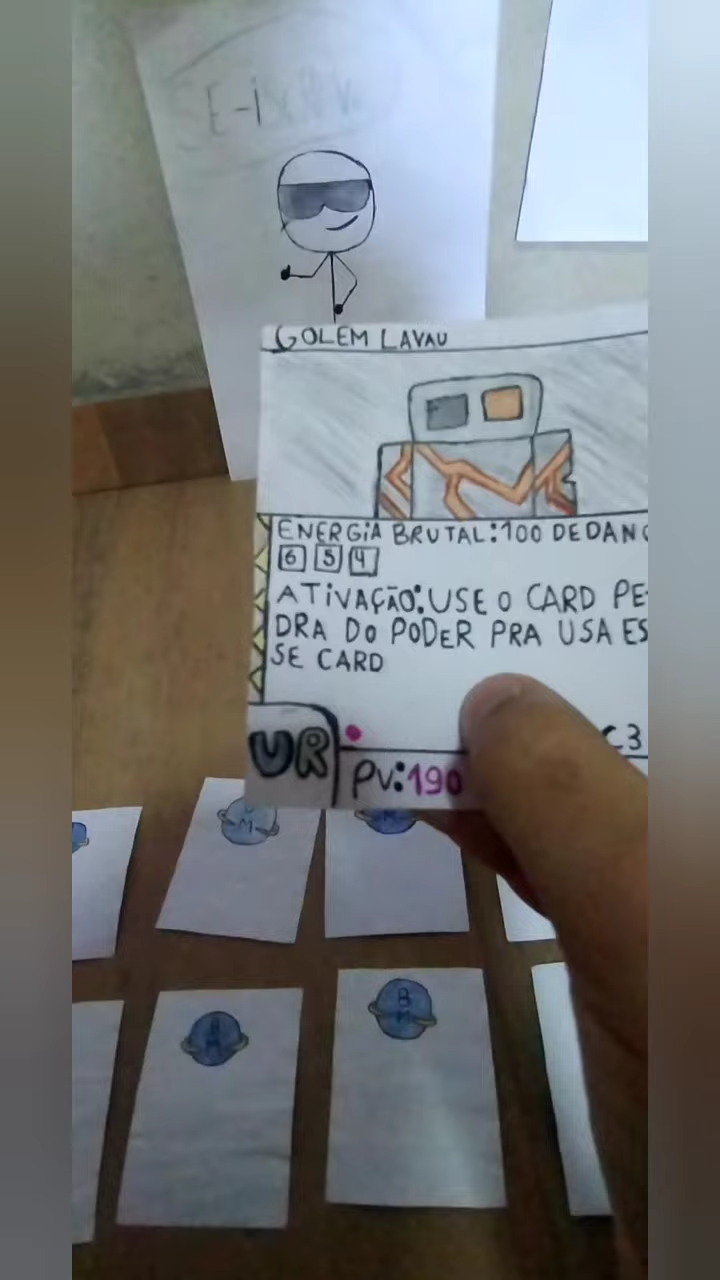 GOLEM LAVAU
ENERGIA BRUTAL:100 DE DANO
6 5 4
ATIVAÇÃO:USE O CARD PE-
DRA DO PODER PRA USA ES
SE CARD
UR
C3
PV:190
B
M